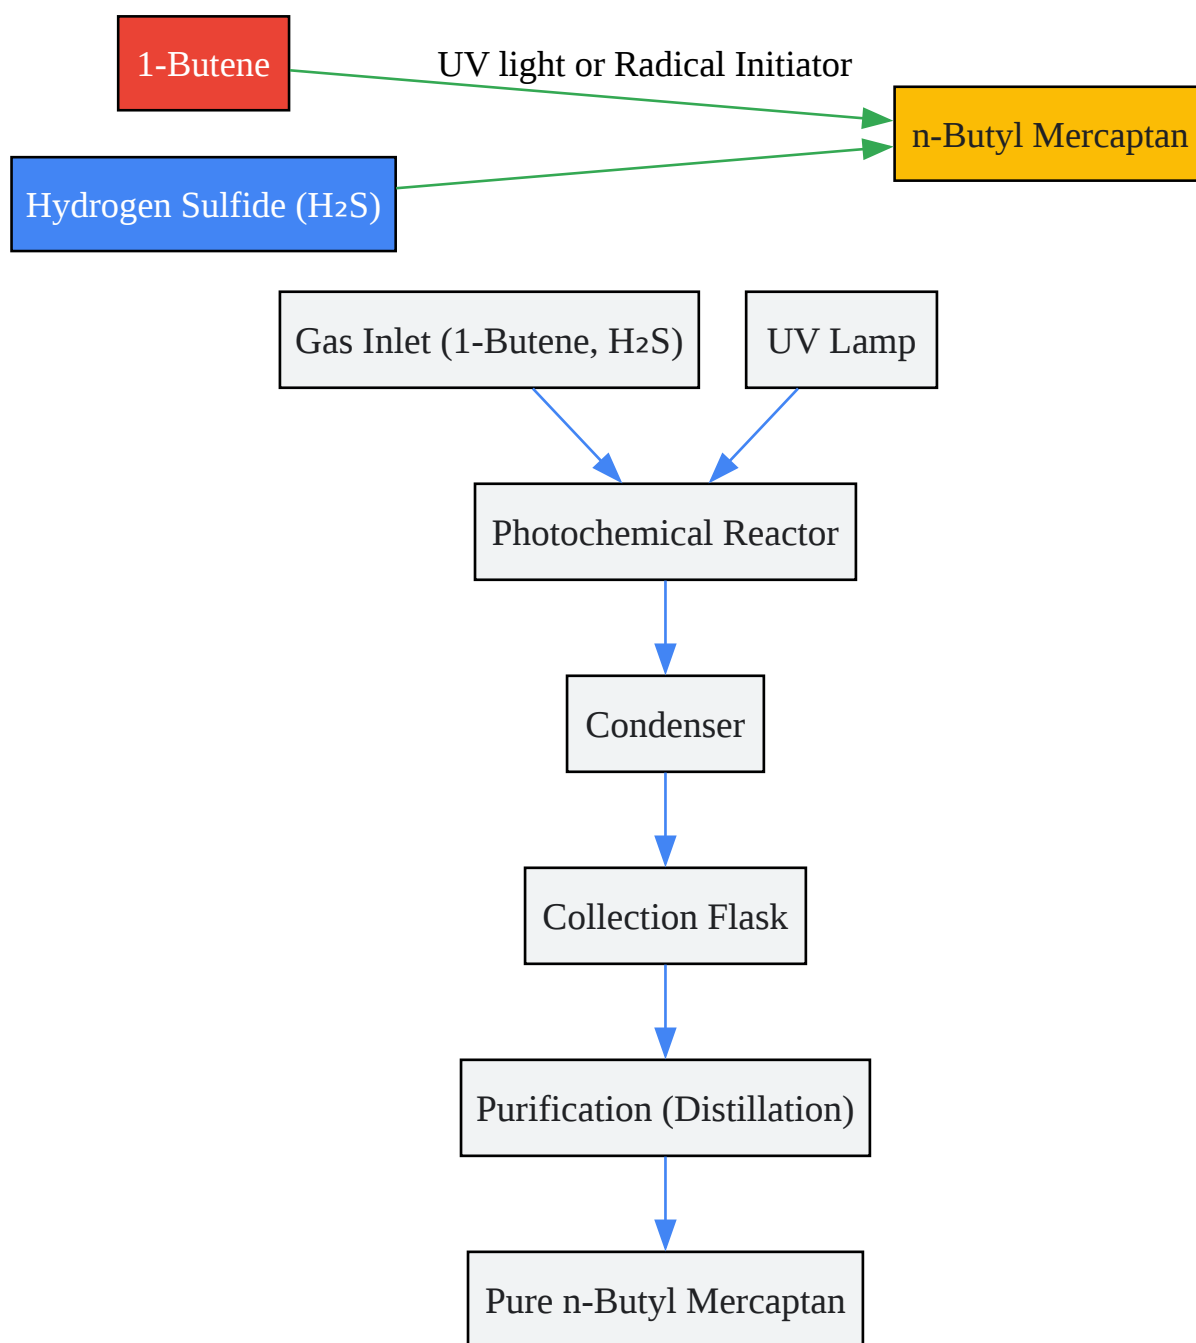 1-Butene
UV light or Radical Initiator
n-Butyl Mercaptan
Hydrogen Sulfide (H₂S)
Gas Inlet (1-Butene, H₂S)
UV Lamp
Photochemical Reactor
Condenser
Collection Flask
Purification (Distillation)
Pure n-Butyl Mercaptan